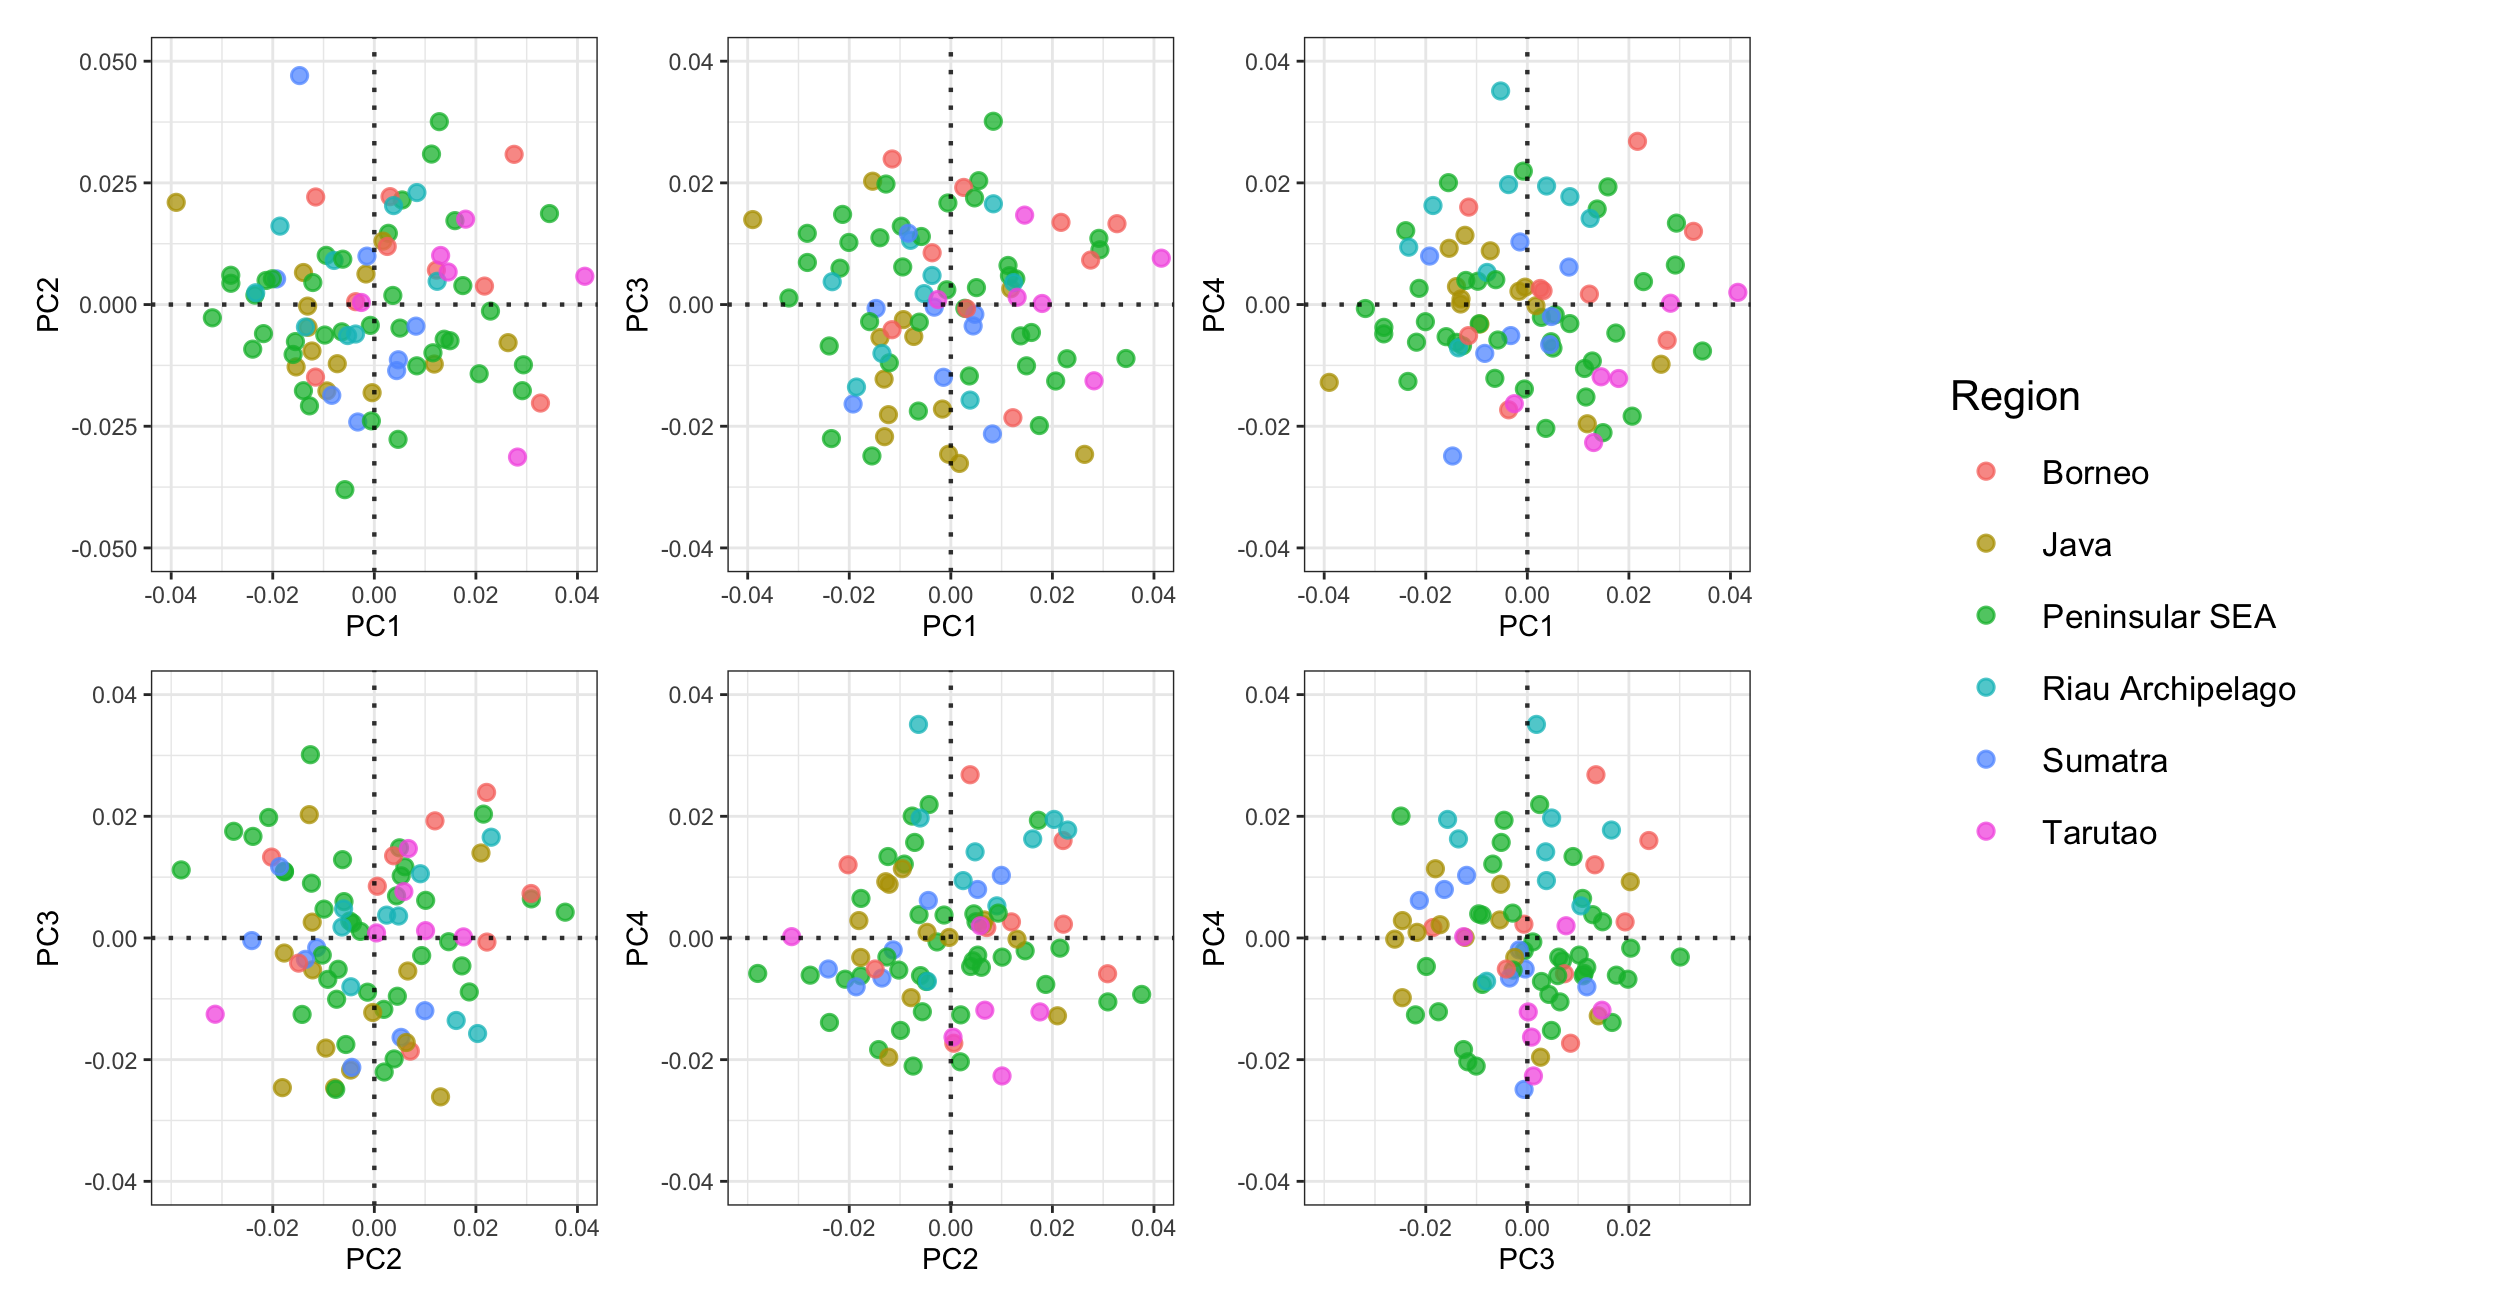 0.050
0.025
0.000
-0.025
-0.050
PC2
-0.04 -0.02 0.00 0.02 0.04
PC1
0.04
0.02
0.00
-0.02
-0.04
PC3
-0.04 -0.02 0.00 0.02 0.04
PC1
0.04
0.02
0.00
-0.02
-0.04
PC4
-0.04 -0.02 0.00 0.02 0.04
PC1
0.04
0.02
0.00
-0.02
-0.04
PC3
-0.02 0.00 0.02 0.04
PC2
0.04
0.02
0.00
-0.02
-0.04
PC4
-0.02 0.00 0.02 0.04
PC2
0.04
0.02
0.00
-0.02
-0.04
PC4
-0.02 0.00 0.02
PC3
Region
Borneo
Java
Peninsular SEA
Riau Archipelago
Sumatra
Tarutao